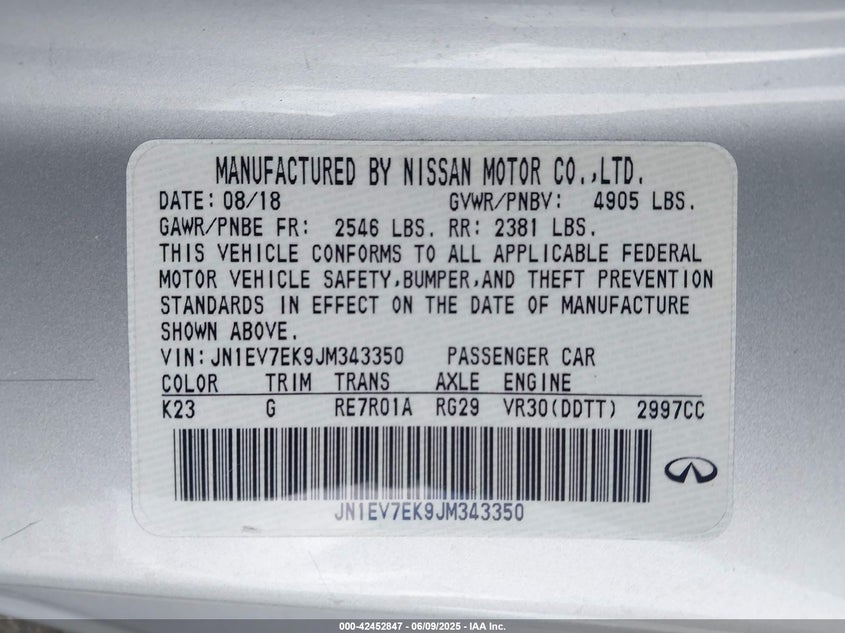 MANUFACTURED BY NISSAN MOTOR CO.,LTD.
DATE: 08/18 GVWR/PNBV: 4905 LBS.
GAWR/PNBE FR: 2546 LBS. RR: 2381 LBS.
THIS VEHICLE CONFORMS TO ALL APPLICABLE FEDERAL
MOTOR VEHICLE SAFETY,BUMPER,AND THEFT PREVENTION
STANDARDS IN EFFECT ON THE DATE OF MANUFACTURE
SHOWN ABOVE.
VIN:JN1EV7EK9JM343350 PASSENGER CAR
COLOR TRIM TRANS AXLE ENGINE
K23 G RE7R01A RG29 VR30(DDTT) 2997CC
JN1EV7EK9JM343350
000-42452847 - 06/09/2025 - IAA Inc.